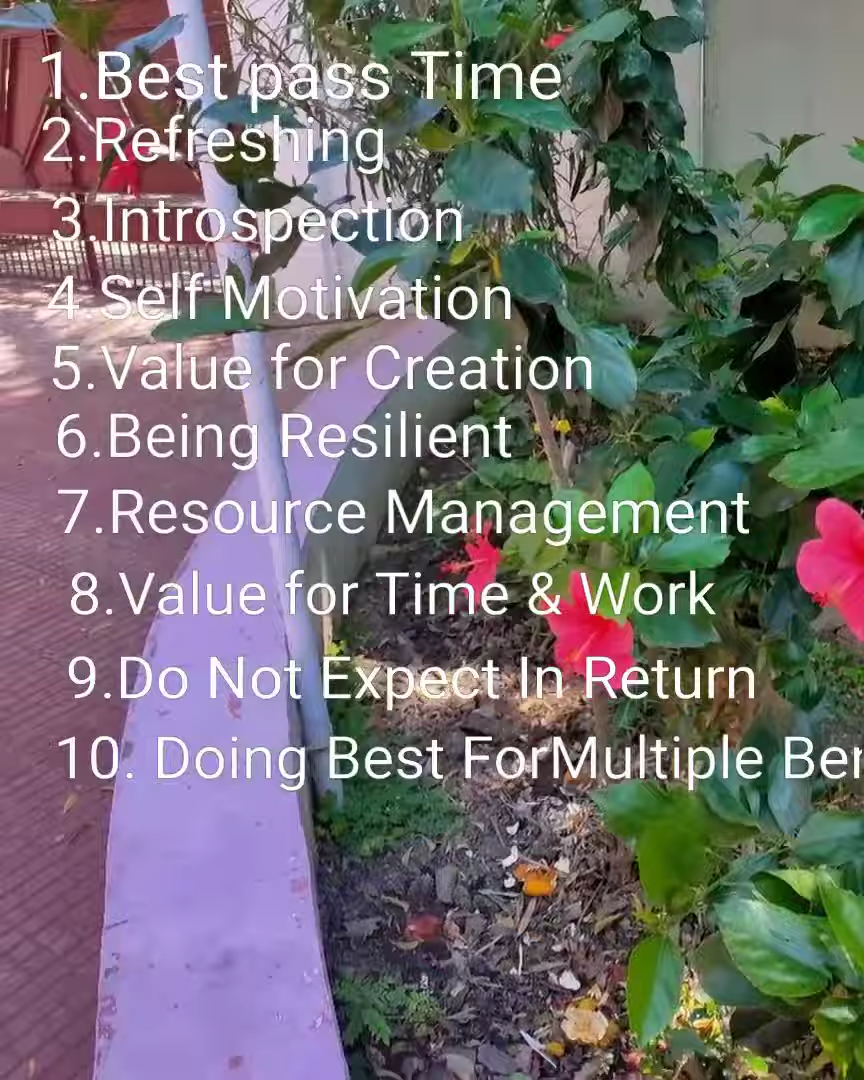 1.Best pass Time
2.Refreshing
3.Introspection
4.Self Motivation
5.Value for Creation
6.Being Resilient
7.Resource Management
8.Value for Time & Work
9.Do Not Expect In Return
10. Doing Best ForMultiple